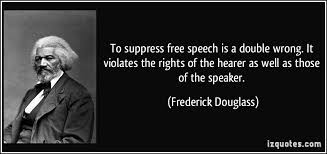 To suppress free speech is a double wrong. It
violates the rights of the hearer as well as those
of the speaker.
(Frederick Douglass)
izquotes.com